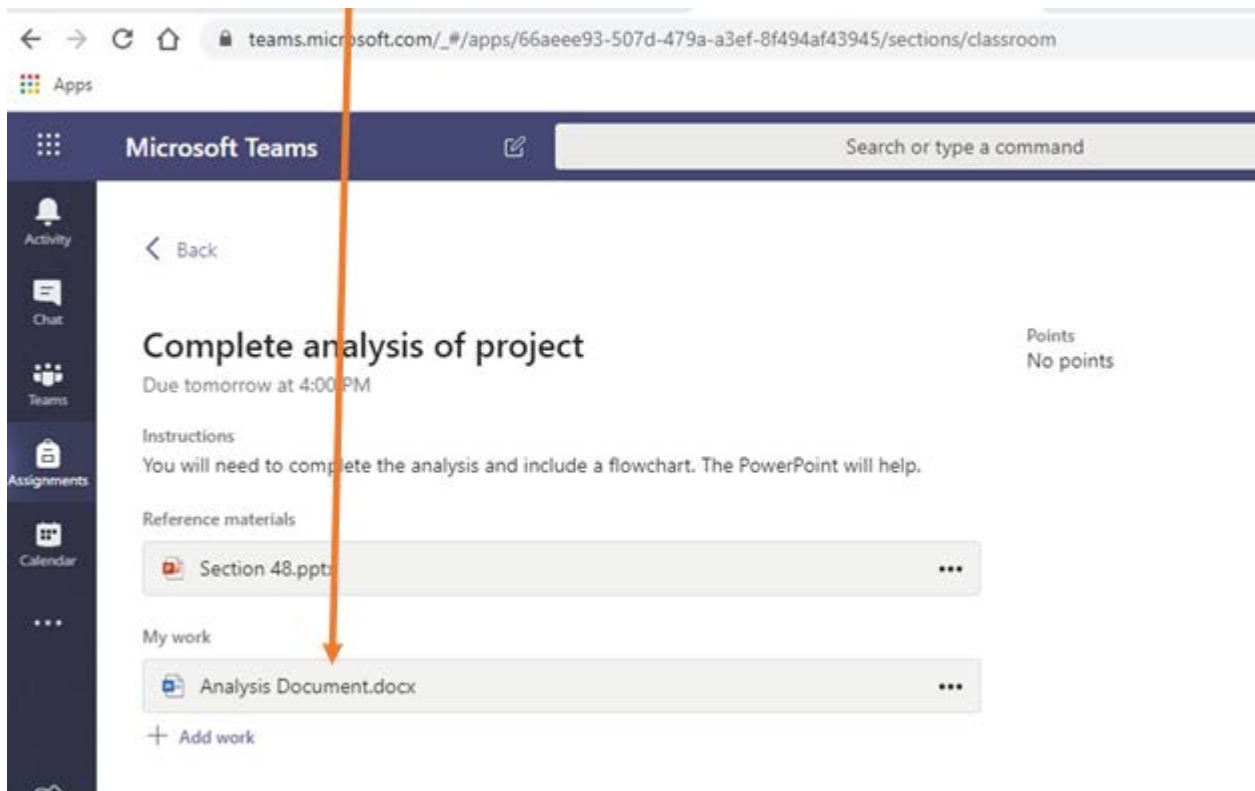 teams.microsoft.com/_#/apps/66aeee93-507d-479a-a3ef-8f494af43945/sections/classroom
Apps
Microsoft Teams
Search or type a command
Activity
Back
Chat
Complete analysis of project
Points
No points
Due tomorrow at 4:00 PM
Teams
Instructions
You will need to complete the analysis and include a flowchart. The PowerPoint will help.
Assignments
Reference materials
Calendar
Section 48.pptx
My work
Analysis Document.docx
+ Add work